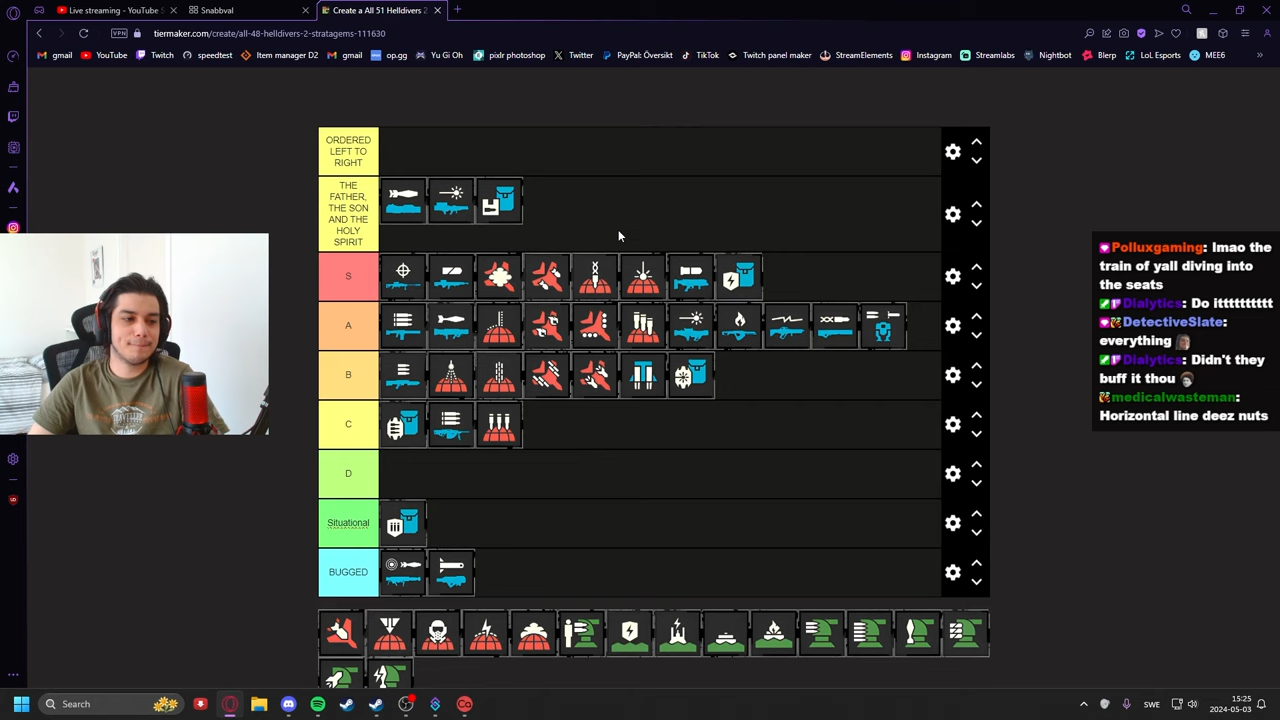 Live streaming - YouTube S
Snabbval
Create a All 51 Helldivers 2
VPN
tiermaker.com/create/all-48-helldivers-2-stratagems-111630
gmail
YouTube
Twitch
speedtest
Item manager D2
gmail
op.gg
Yu Gi Oh
pixlr photoshop
Twitter
PayPal: Översikt
TikTok
Twitch panel maker
StreamElements
Instagram
Streamlabs
Nightbot
Blerp
LoL Esports
MEE6
ORDERED
LEFT TO
RIGHT
THE
FATHER,
THE SON
AND THE
HOLY
SPIRIT
S
A
B
C
D
Situational
BUGGED
Polluxgaming: lmao the
train of yall diving into
the seats
Dialytics: Do ittttttttt
DetectiveSlate:
everything
Dialytics: Didn't they
buff it thou
medicalwasteman:
Horizontal line deez nuts
Search
SWE
15:25
2024-05-03